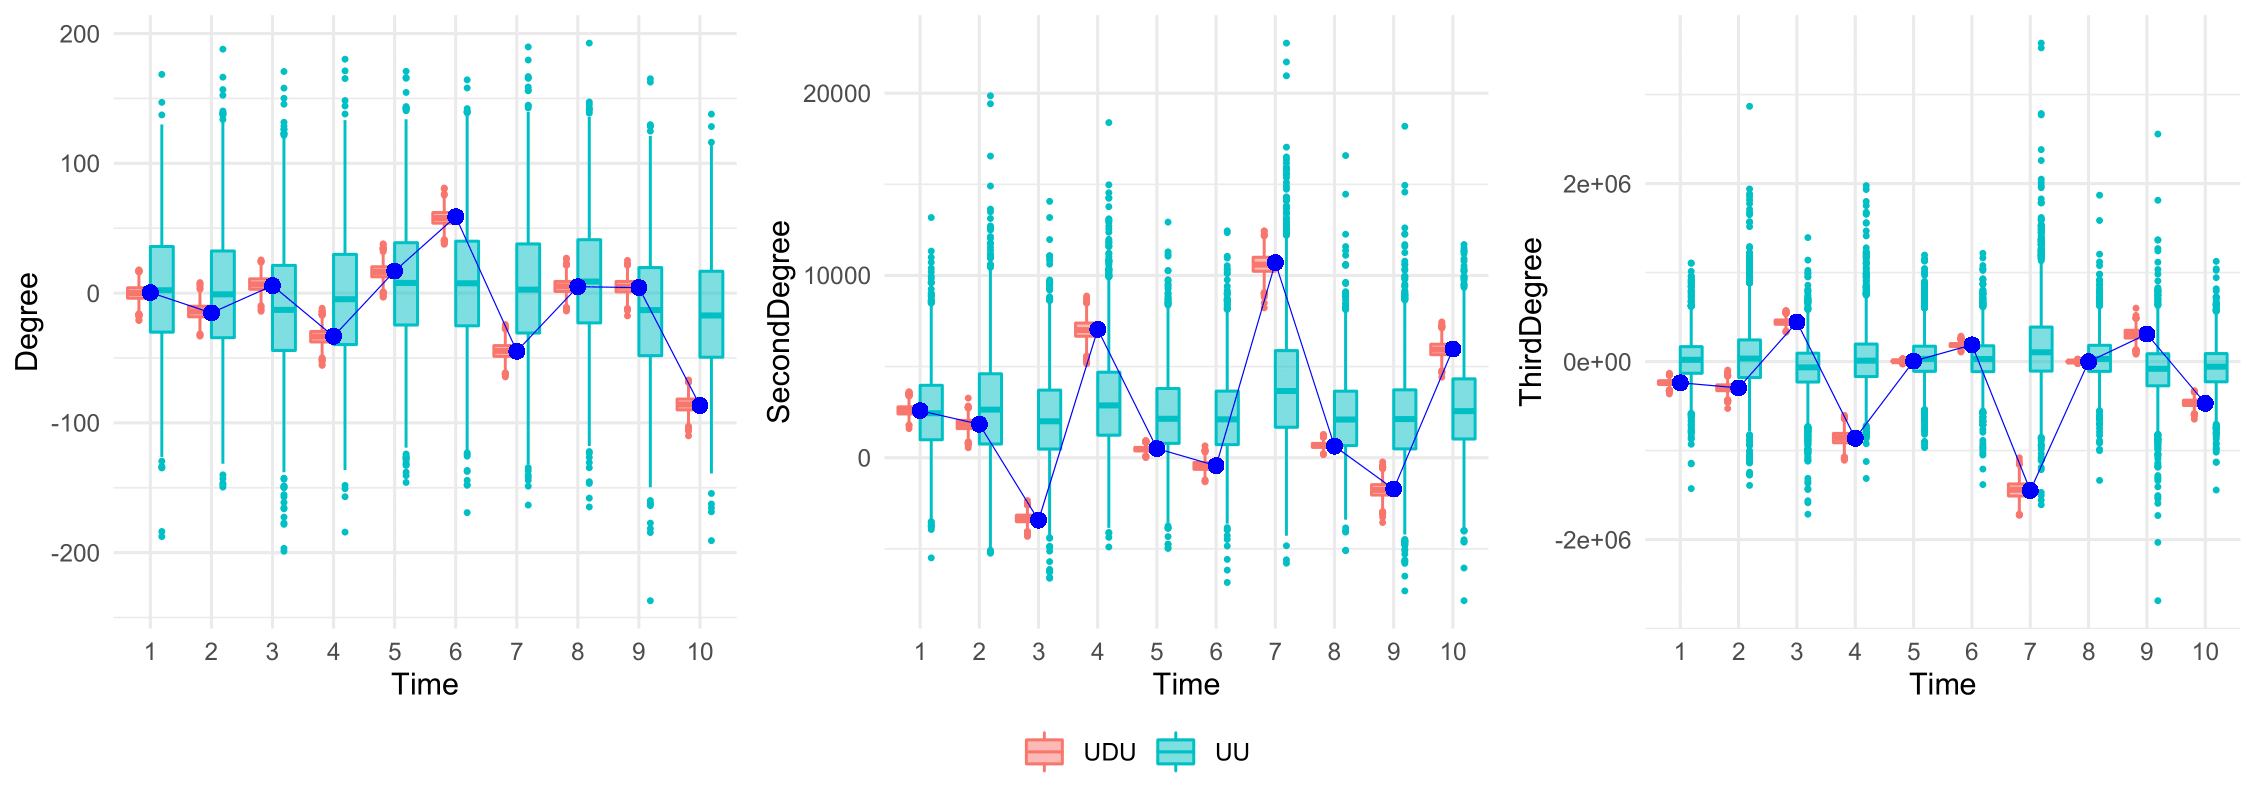 Degree
200
100
0
-100
-200
1 2 3 4 5 6 7 8 9 10
Time
SecondDegree
20000
10000
0
1 2 3 4 5 6 7 8 9 10
Time
ThirdDegree
2e+06
0e+00
-2e+06
1 2 3 4 5 6 7 8 9 10
Time
UDU UU